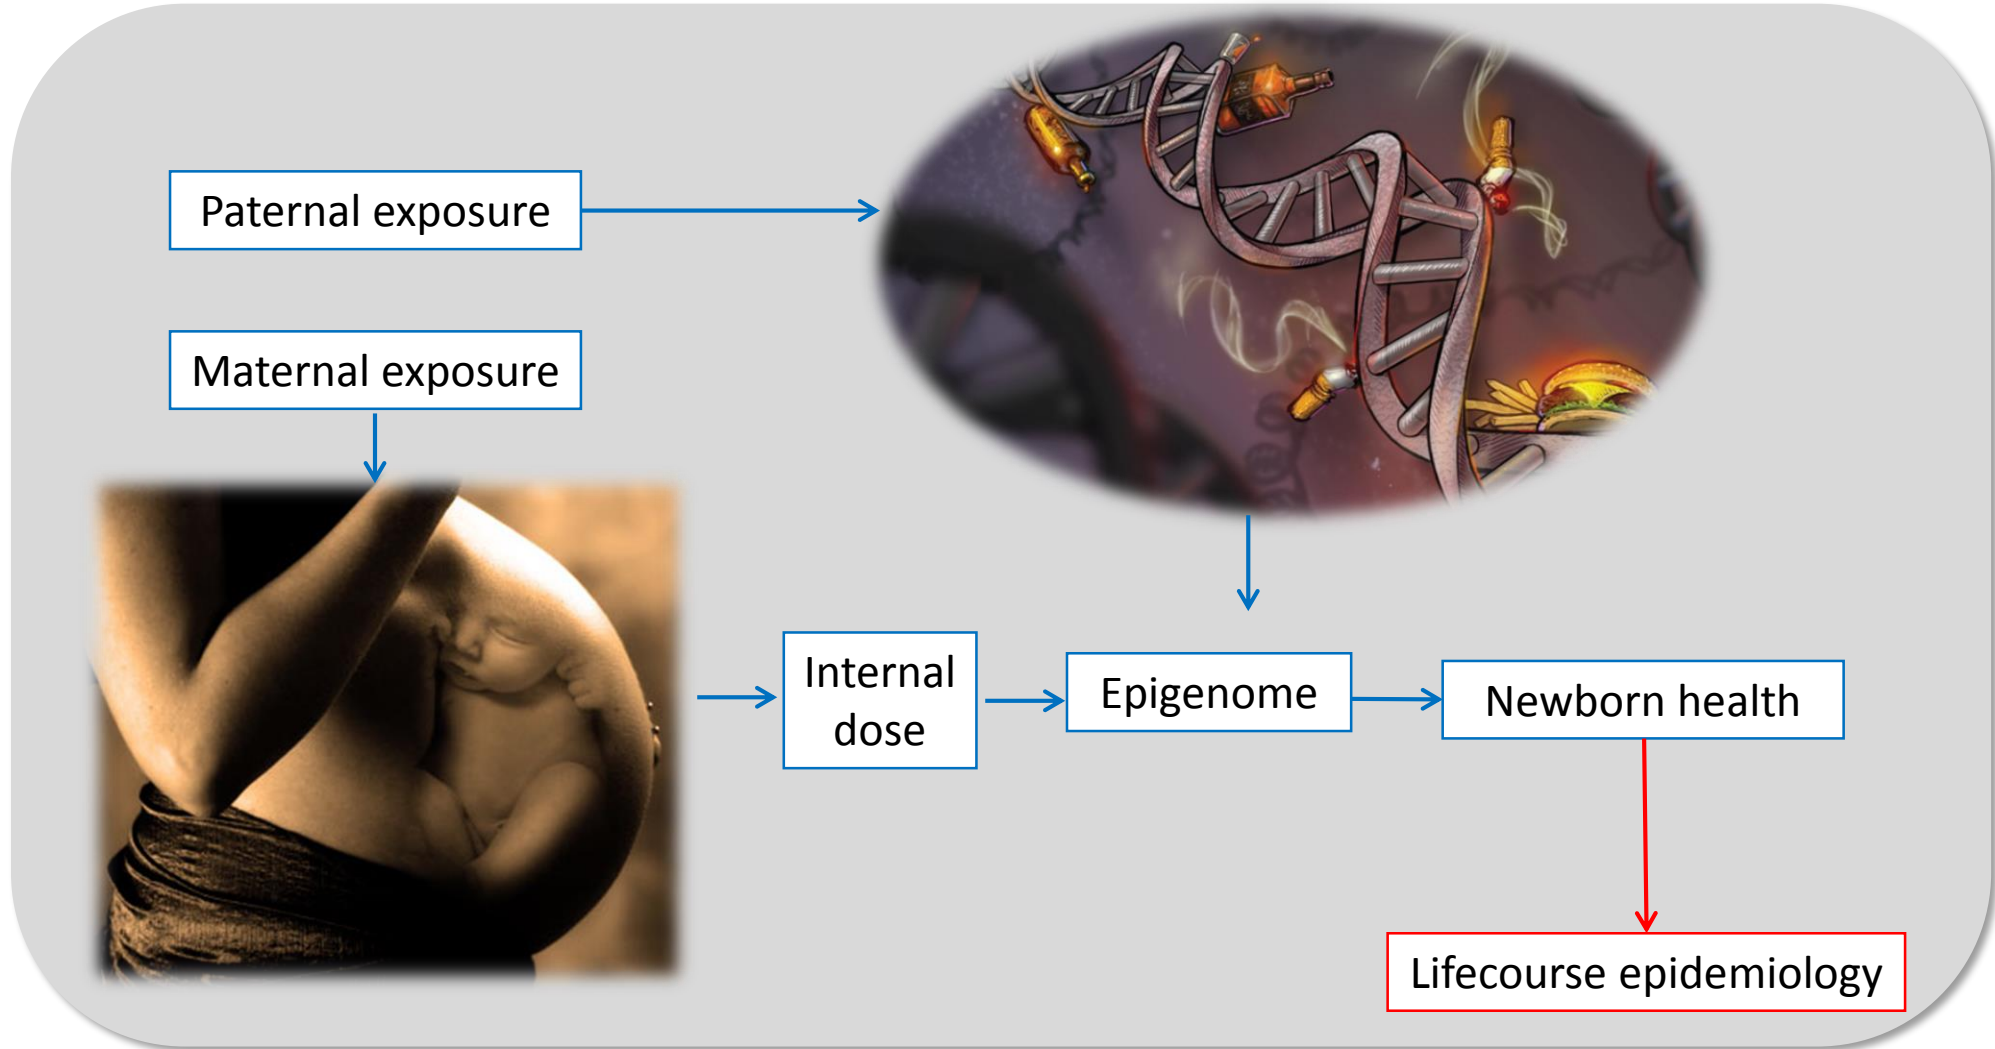 Paternal exposure
Maternal exposure
Internal
dose
Epigenome
Newborn health
Lifecourse epidemiology